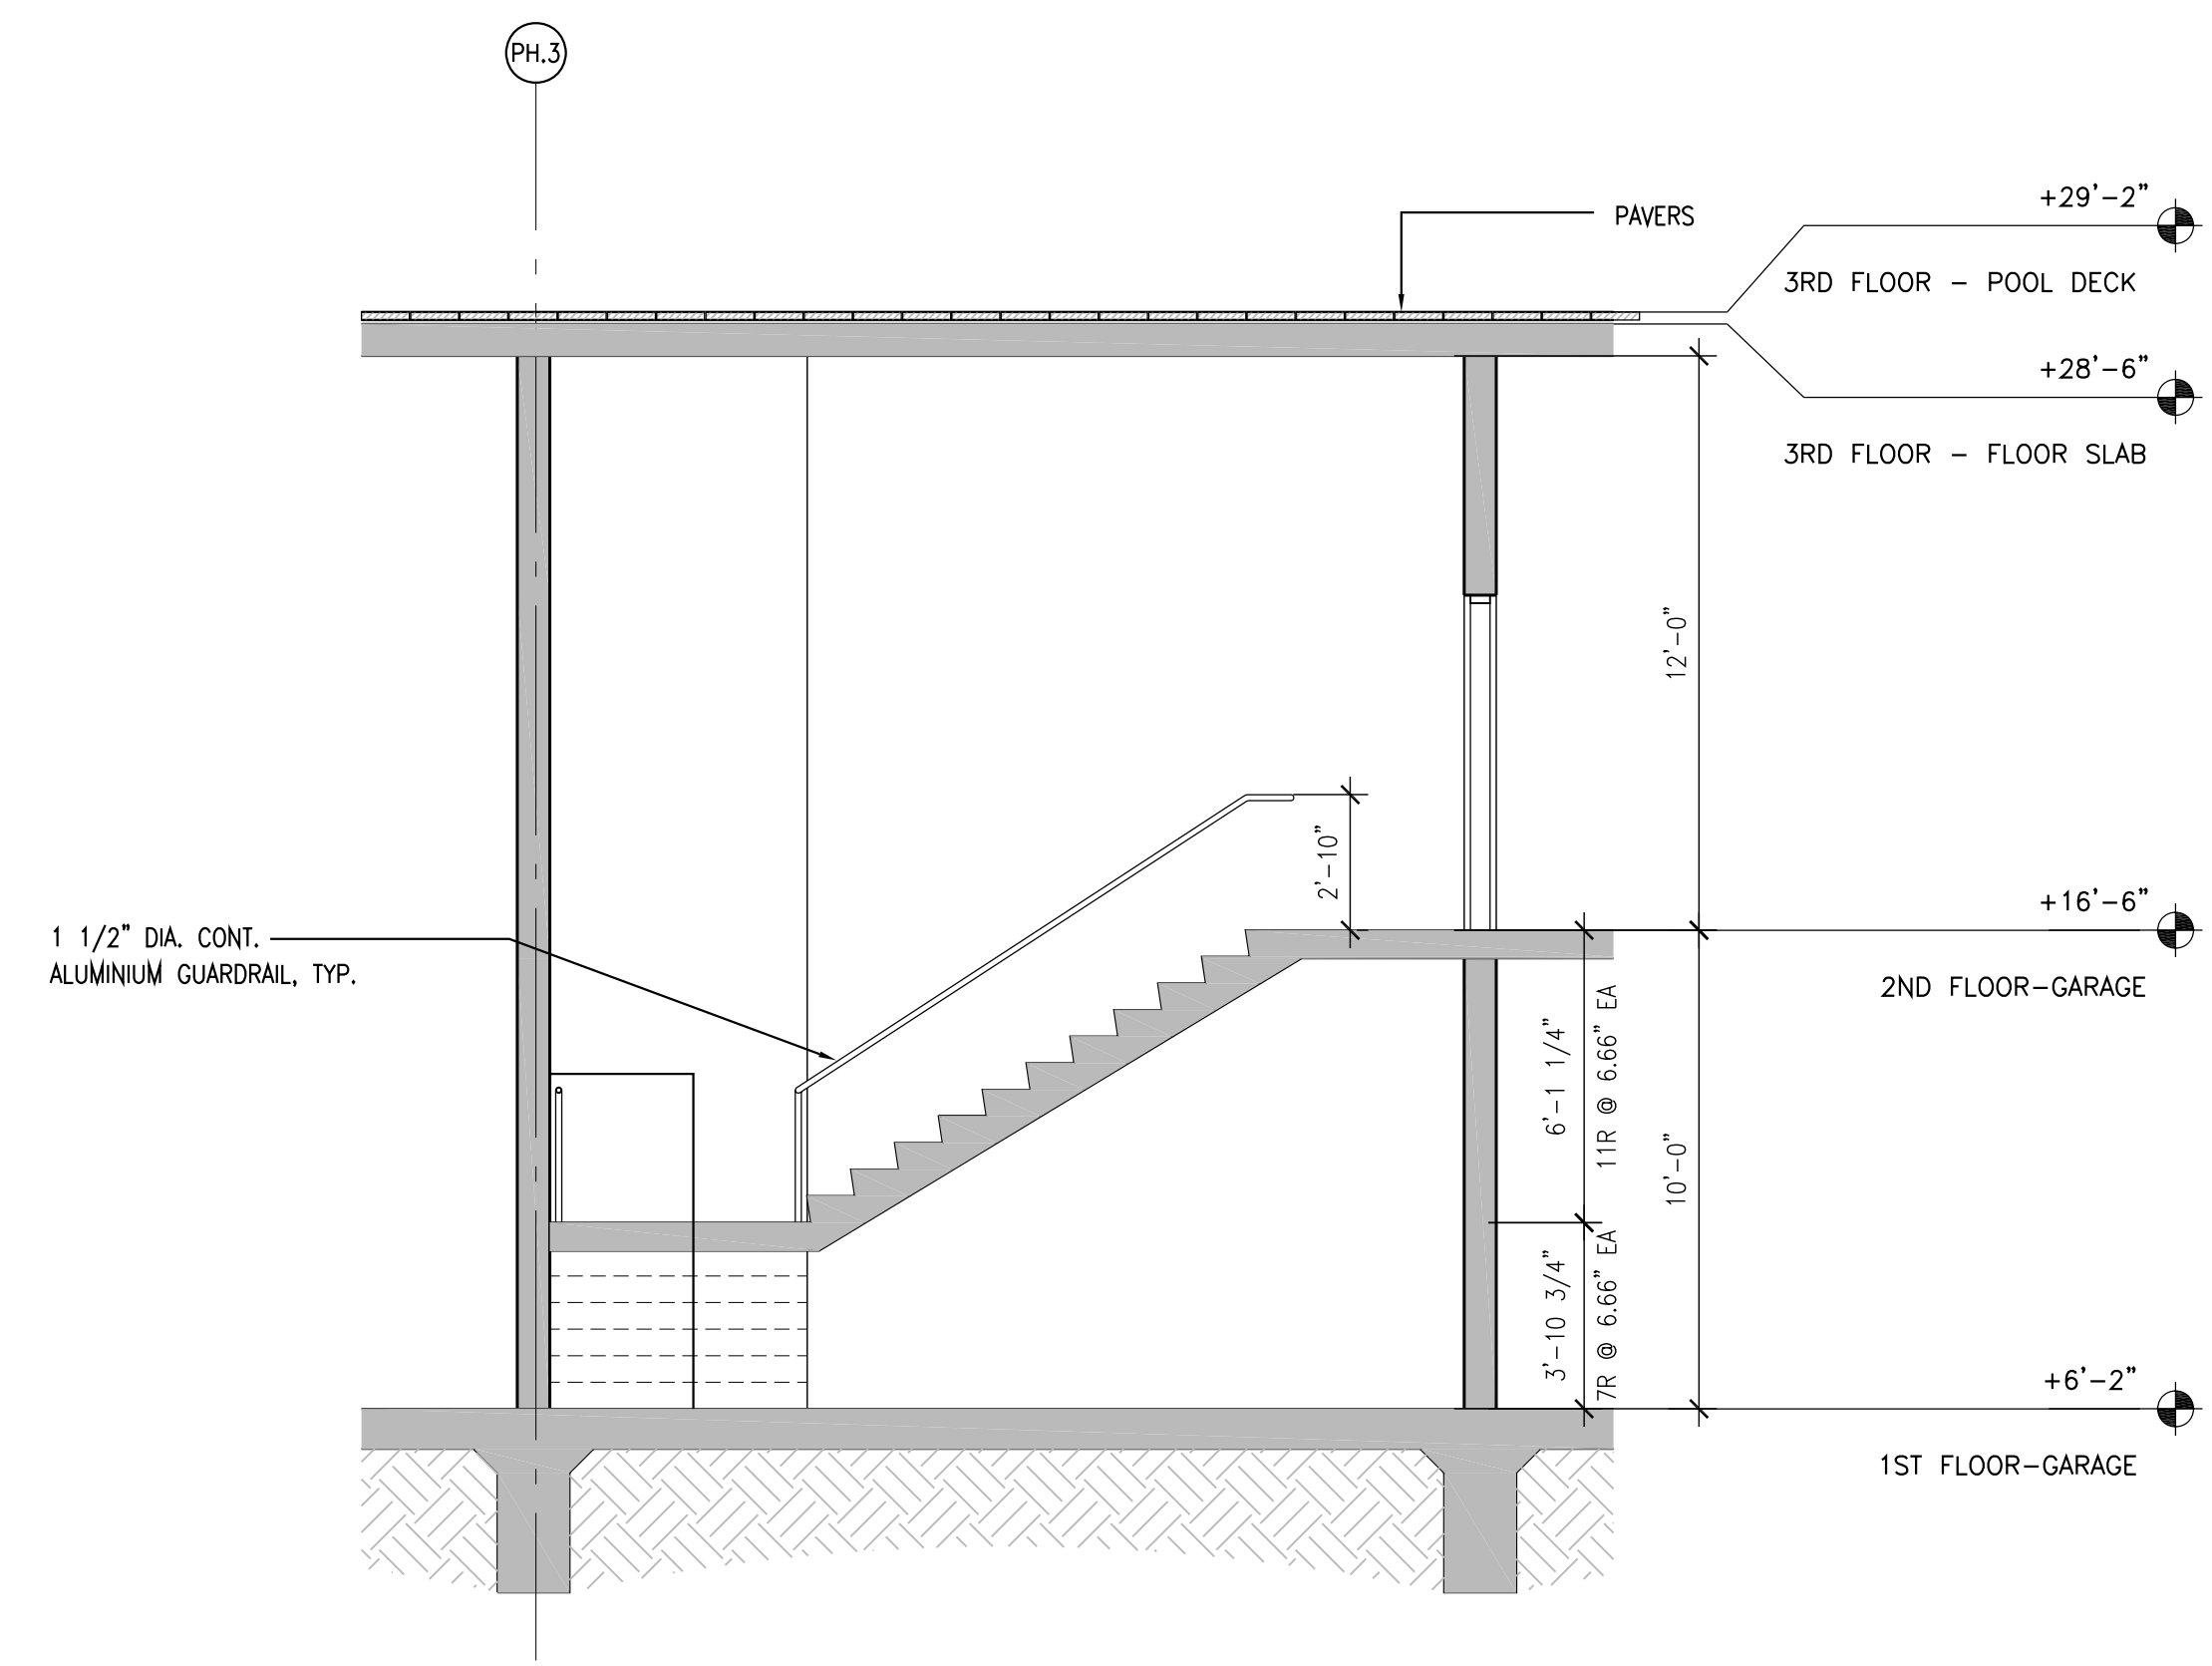 PH.3
PAVERS
+29'-2"
3RD FLOOR - POOL DECK
+28'-6"
3RD FLOOR - FLOOR SLAB
12'-0"
2'-10"
+16'-6"
2ND FLOOR-GARAGE
1 1/2" DIA. CONT.
ALUMINIUM GUARDRAIL, TYP.
6'-1 1/4"
11R @ 6.66" EA
10'-0"
3'-10 3/4"
7R @ 6.66" EA
+6'-2"
1ST FLOOR-GARAGE